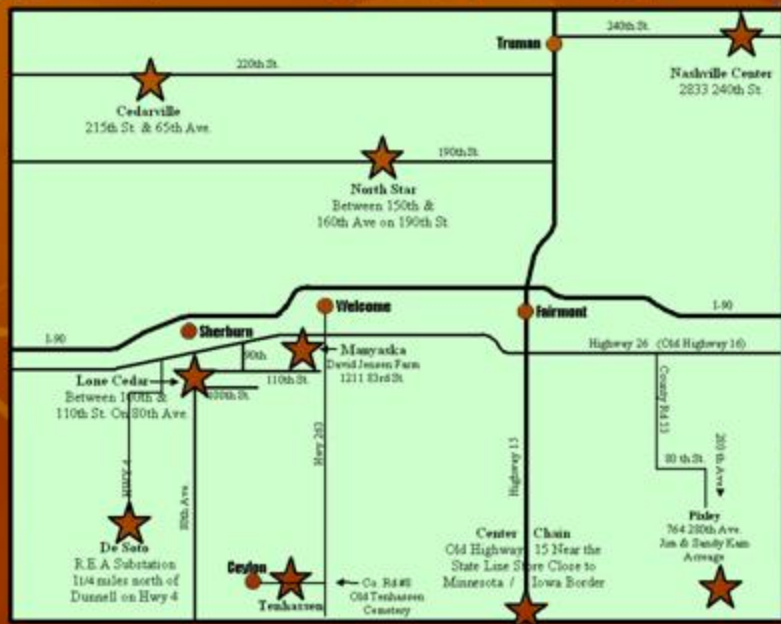 240th St.
Truman
Nashville Center
2833 240th St.
220th St.
Cedarville
215th St. & 65th Ave.
190th St.
North Star
Between 150th &
160th Ave on 190th St.
Welcome
Fairmont
I-90
Sherburn
I-90
Highway 26 (Old Highway 16)
90th
Manyaska
David Jensen Farm
1211 83rd St.
Lone Cedar
110th St.
100th St.
Between 100th &
110th St. On 80th Ave
Hwy 263
Highway 15
County Rd 53
80 th St.
280 th Ave
HWY 4
80th Ave
De Soto
R.E.A Substation
11/4 miles north of
Dunnell on Hwy 4
Center Chain
Old Highway 15 Near the
State Line Store Close to
Minnesota / Iowa Border
Pixley
764 280th Ave.
Jim & Sandy Kain
Acreage
Ceylon
Tenhassen
Co. Rd #8
Old Tenhassen
Cemetery